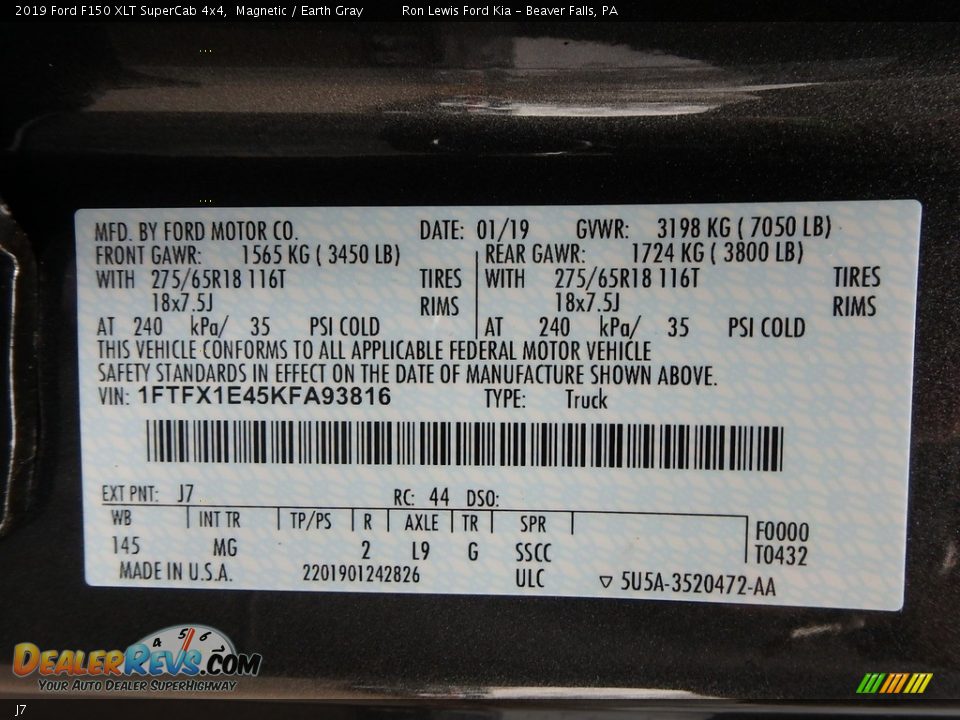 2019 Ford F150 XLT SuperCab 4x4, Magnetic / Earth Gray Ron Lewis Ford Kia - Beaver Falls, PA
MFD. BY FORD MOTOR CO. DATE: 01/19 GVWR: 3198 KG ( 7050 LB)
FRONT GAWR: 1565 KG ( 3450 LB) REAR GAWR: 1724 KG ( 3800 LB)
WITH 275/65R18 116T TIRES WITH 275/65R18 116T TIRES
18x7.5J RIMS 18x7.5J RIMS
AT 240 kPa/ 35 PSI COLD AT 240 kPa/ 35 PSI COLD
THIS VEHICLE CONFORMS TO ALL APPLICABLE FEDERAL MOTOR VEHICLE
SAFETY STANDARDS IN EFFECT ON THE DATE OF MANUFACTURE SHOWN ABOVE.
VIN: 1FTFX1E45KFA93816 TYPE: Truck
EXT PNT: J7 RC: 44 DSO:
WB INT TR TP/PS R AXLE TR SPR F0000
145 MG 2 L9 G SSCC T0432
MADE IN U.S.A. 2201901242826 ULC ▽ 5U5A-3520472-AA
4 5 6
DEALERREVS.COM
Your Auto Dealer SuperHighway
J7